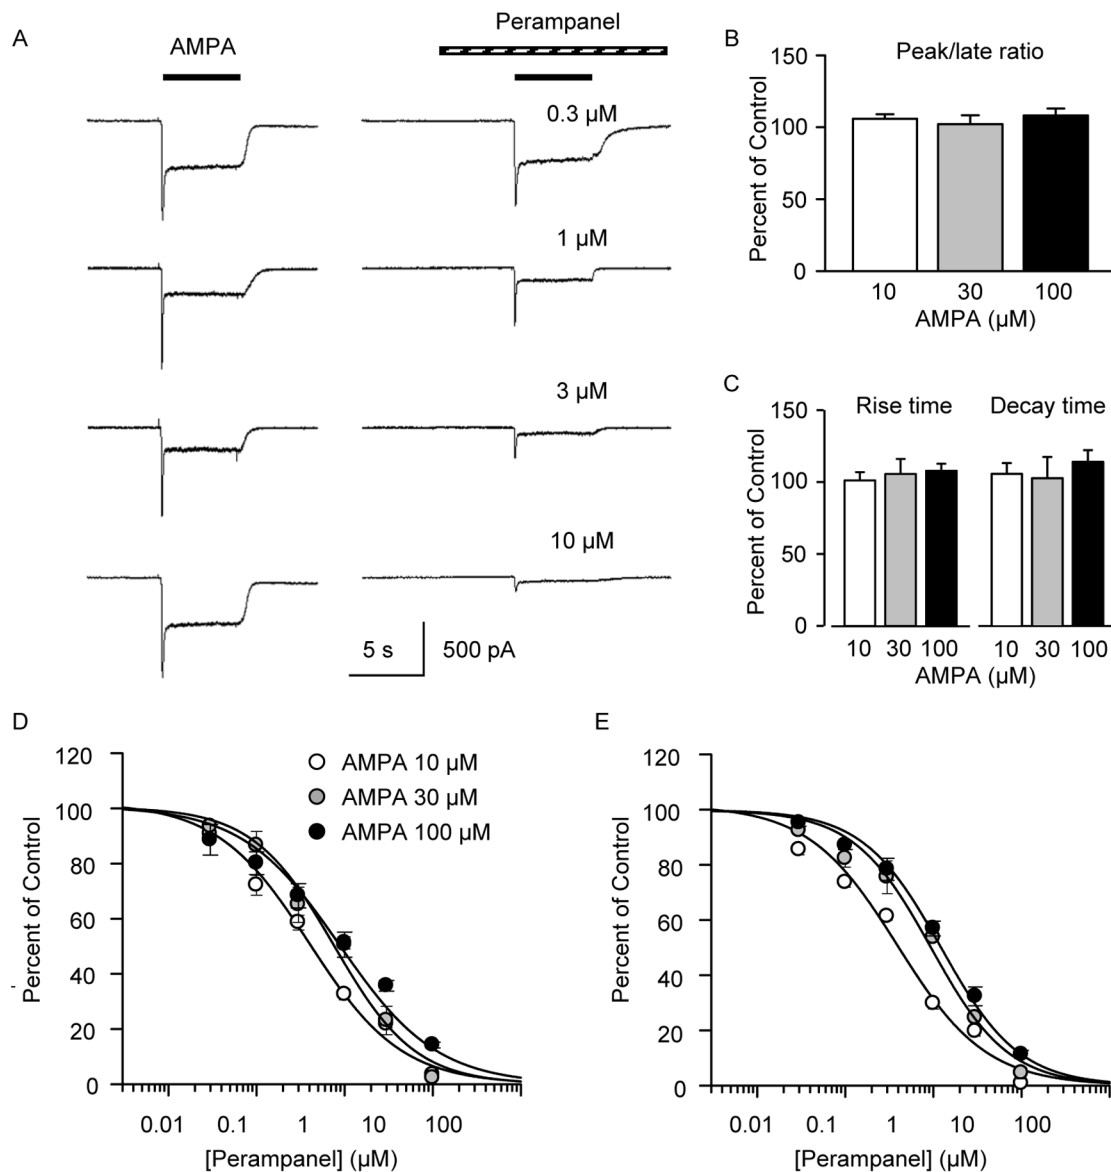 A
AMPA
Perampanel
0.3 µM
1 µM
3 µM
10 µM
5 s
500 pA
B
Peak/late ratio
Percent of Control
150
100
50
0
10 30 100
AMPA (µM)
C
Rise time Decay time
Percent of Control
150
100
50
0
10 30 100 10 30 100
AMPA (µM)
D
Percent of Control
120
100
80
60
40
20
0
AMPA 10 µM
AMPA 30 µM
AMPA 100 µM
0.01 0.1 1 10 100
[Perampanel] (µM)
E
Percent of Control
120
100
80
60
40
20
0
0.01 0.1 1 10 100
[Perampanel] (µM)